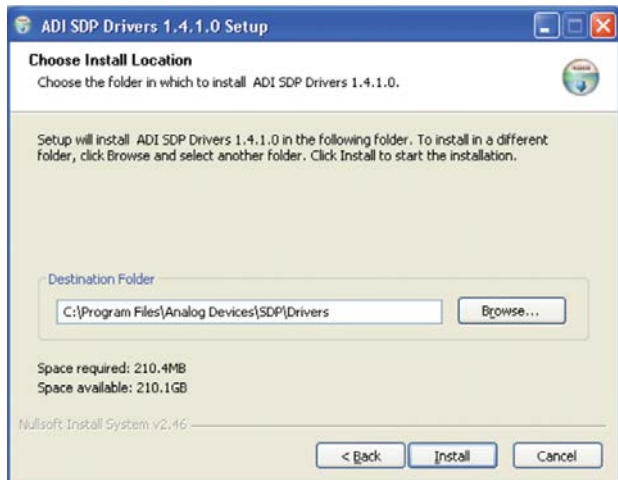 ADI SDP Drivers 1.4.1.0 Setup
Choose Install Location
Choose the folder in which to install ADI SDP Drivers 1.4.1.0.
Setup will install ADI SDP Drivers 1.4.1.0 in the following folder. To install in a different
folder, click Browse and select another folder. Click Install to start the installation.
Destination Folder
C:\Program Files\Analog Devices\SDP\Drivers
Browse...
Space required: 210.4MB
Space available: 210.1GB
Nullsoft Install System v2.46
< Back
Install
Cancel